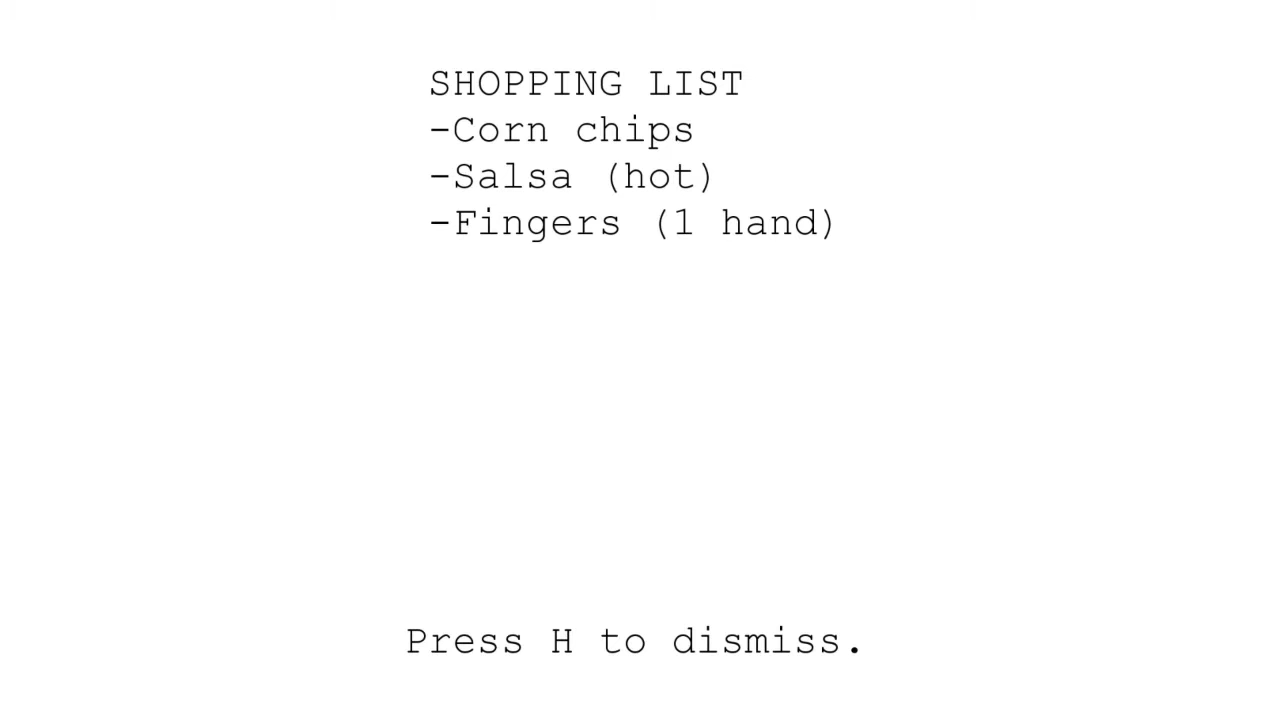 SHOPPING LIST
-Corn chips
-Salsa (hot)
-Fingers (1 hand)
Press H to dismiss.